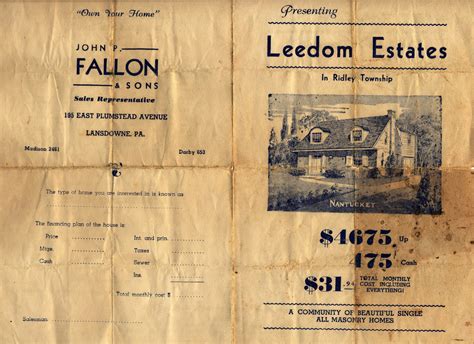 "Own Your Home"
JOHN P.
FALLON
& SONS
Sales Representative
195 EAST PLUMSTEAD AVENUE
LANSDOWNE, PA.
Madison 2461 Darby 650
The type of home you are interested in is known as
The financing plan of the house is:
Price Int. and prin.
Mtge. Taxes
Cash Sewer
Int.
Total monthly cost $
Salesman
Presenting
Leedom Estates
In Ridley Township
NANTUCKET
$4675 Up
475 Cash
$31.94 TOTAL MONTHLY COST INCLUDING EVERYTHING!
A COMMUNITY OF BEAUTIFUL SINGLE
ALL MASONRY HOMES